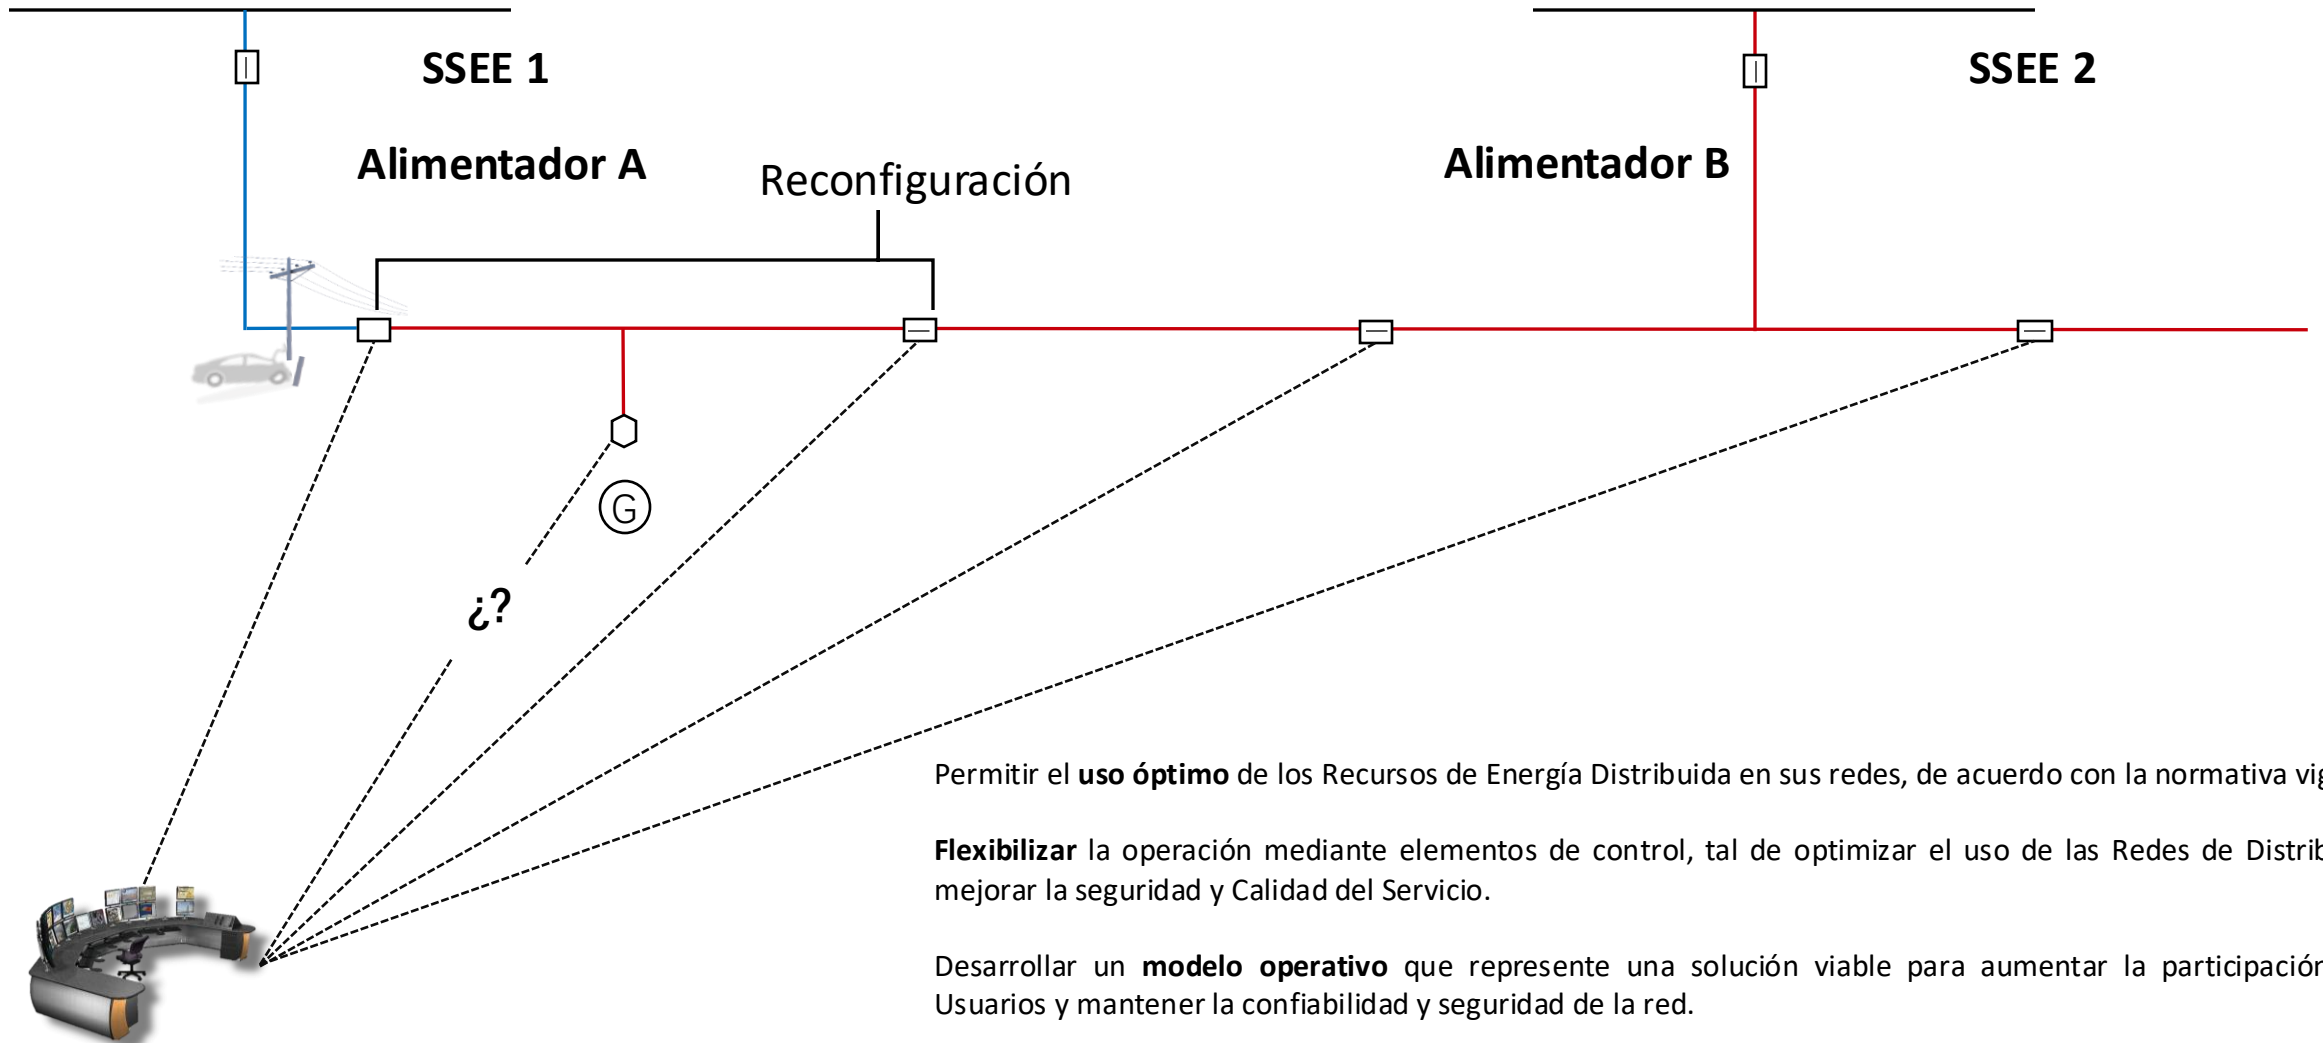 SSEE 1
SSEE 2
Alimentador A
Alimentador B
Reconfiguración
G
¿?
Permitir el uso óptimo de los Recursos de Energía Distribuida en sus redes, de acuerdo con la normativa
Flexibilizar la operación mediante elementos de control, tal de optimizar el uso de las Redes de
mejorar la seguridad y Calidad del Servicio.
Desarrollar un modelo operativo que represente una solución viable para aumentar la participación
Usuarios y mantener la confiabilidad y seguridad de la red.